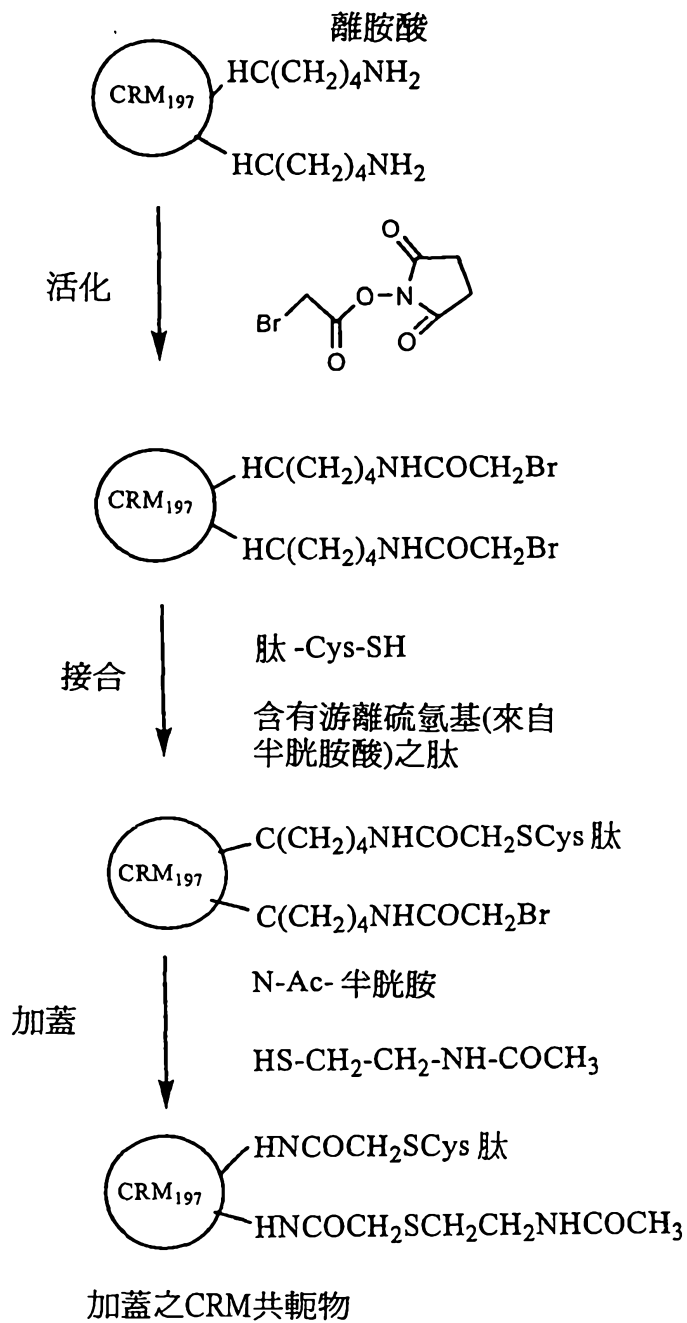 離胺酸
CRM₁₉₇
HC(CH₂)₄NH₂
HC(CH₂)₄NH₂
活化
O
Br
O
O-N
O
O
CRM₁₉₇
HC(CH₂)₄NHCOCH₂Br
HC(CH₂)₄NHCOCH₂Br
接合
肽 -Cys-SH
含有游離硫氫基(來自
半胱胺酸)之肽
CRM₁₉₇
C(CH₂)₄NHCOCH₂SCys 肽
C(CH₂)₄NHCOCH₂Br
加蓋
N-Ac- 半胱胺
HS-CH₂-CH₂-NH-COCH₃
CRM₁₉₇
HNCOCH₂SCys 肽
HNCOCH₂SCH₂CH₂NHCOCH₃
加蓋之CRM共軛物